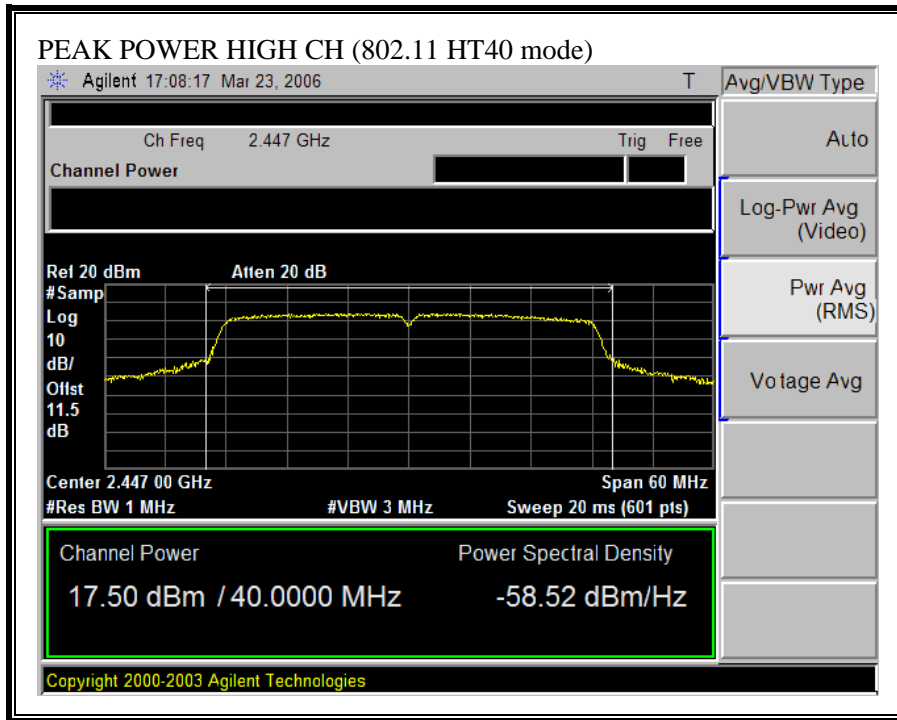 PEAK POWER HIGH CH (802.11 HT40 mode)
Agilent 17:08:17 Mar 23, 2006 T Avg/VBW Type
Ch Freq 2.447 GHz Trig Free
Channel Power
Auto
Log-Pwr Avg
(Video)
Pwr Avg
(RMS)
Voltage Avg
Ref 20 dBm Atten 20 dB
#Samp
Log
10
dB/
Offst
11.5
dB
Center 2.447 00 GHz Span 60 MHz
#Res BW 1 MHz #VBW 3 MHz Sweep 20 ms (601 pts)
Channel Power Power Spectral Density
17.50 dBm / 40.0000 MHz -58.52 dBm/Hz
Copyright 2000-2003 Agilent Technologies